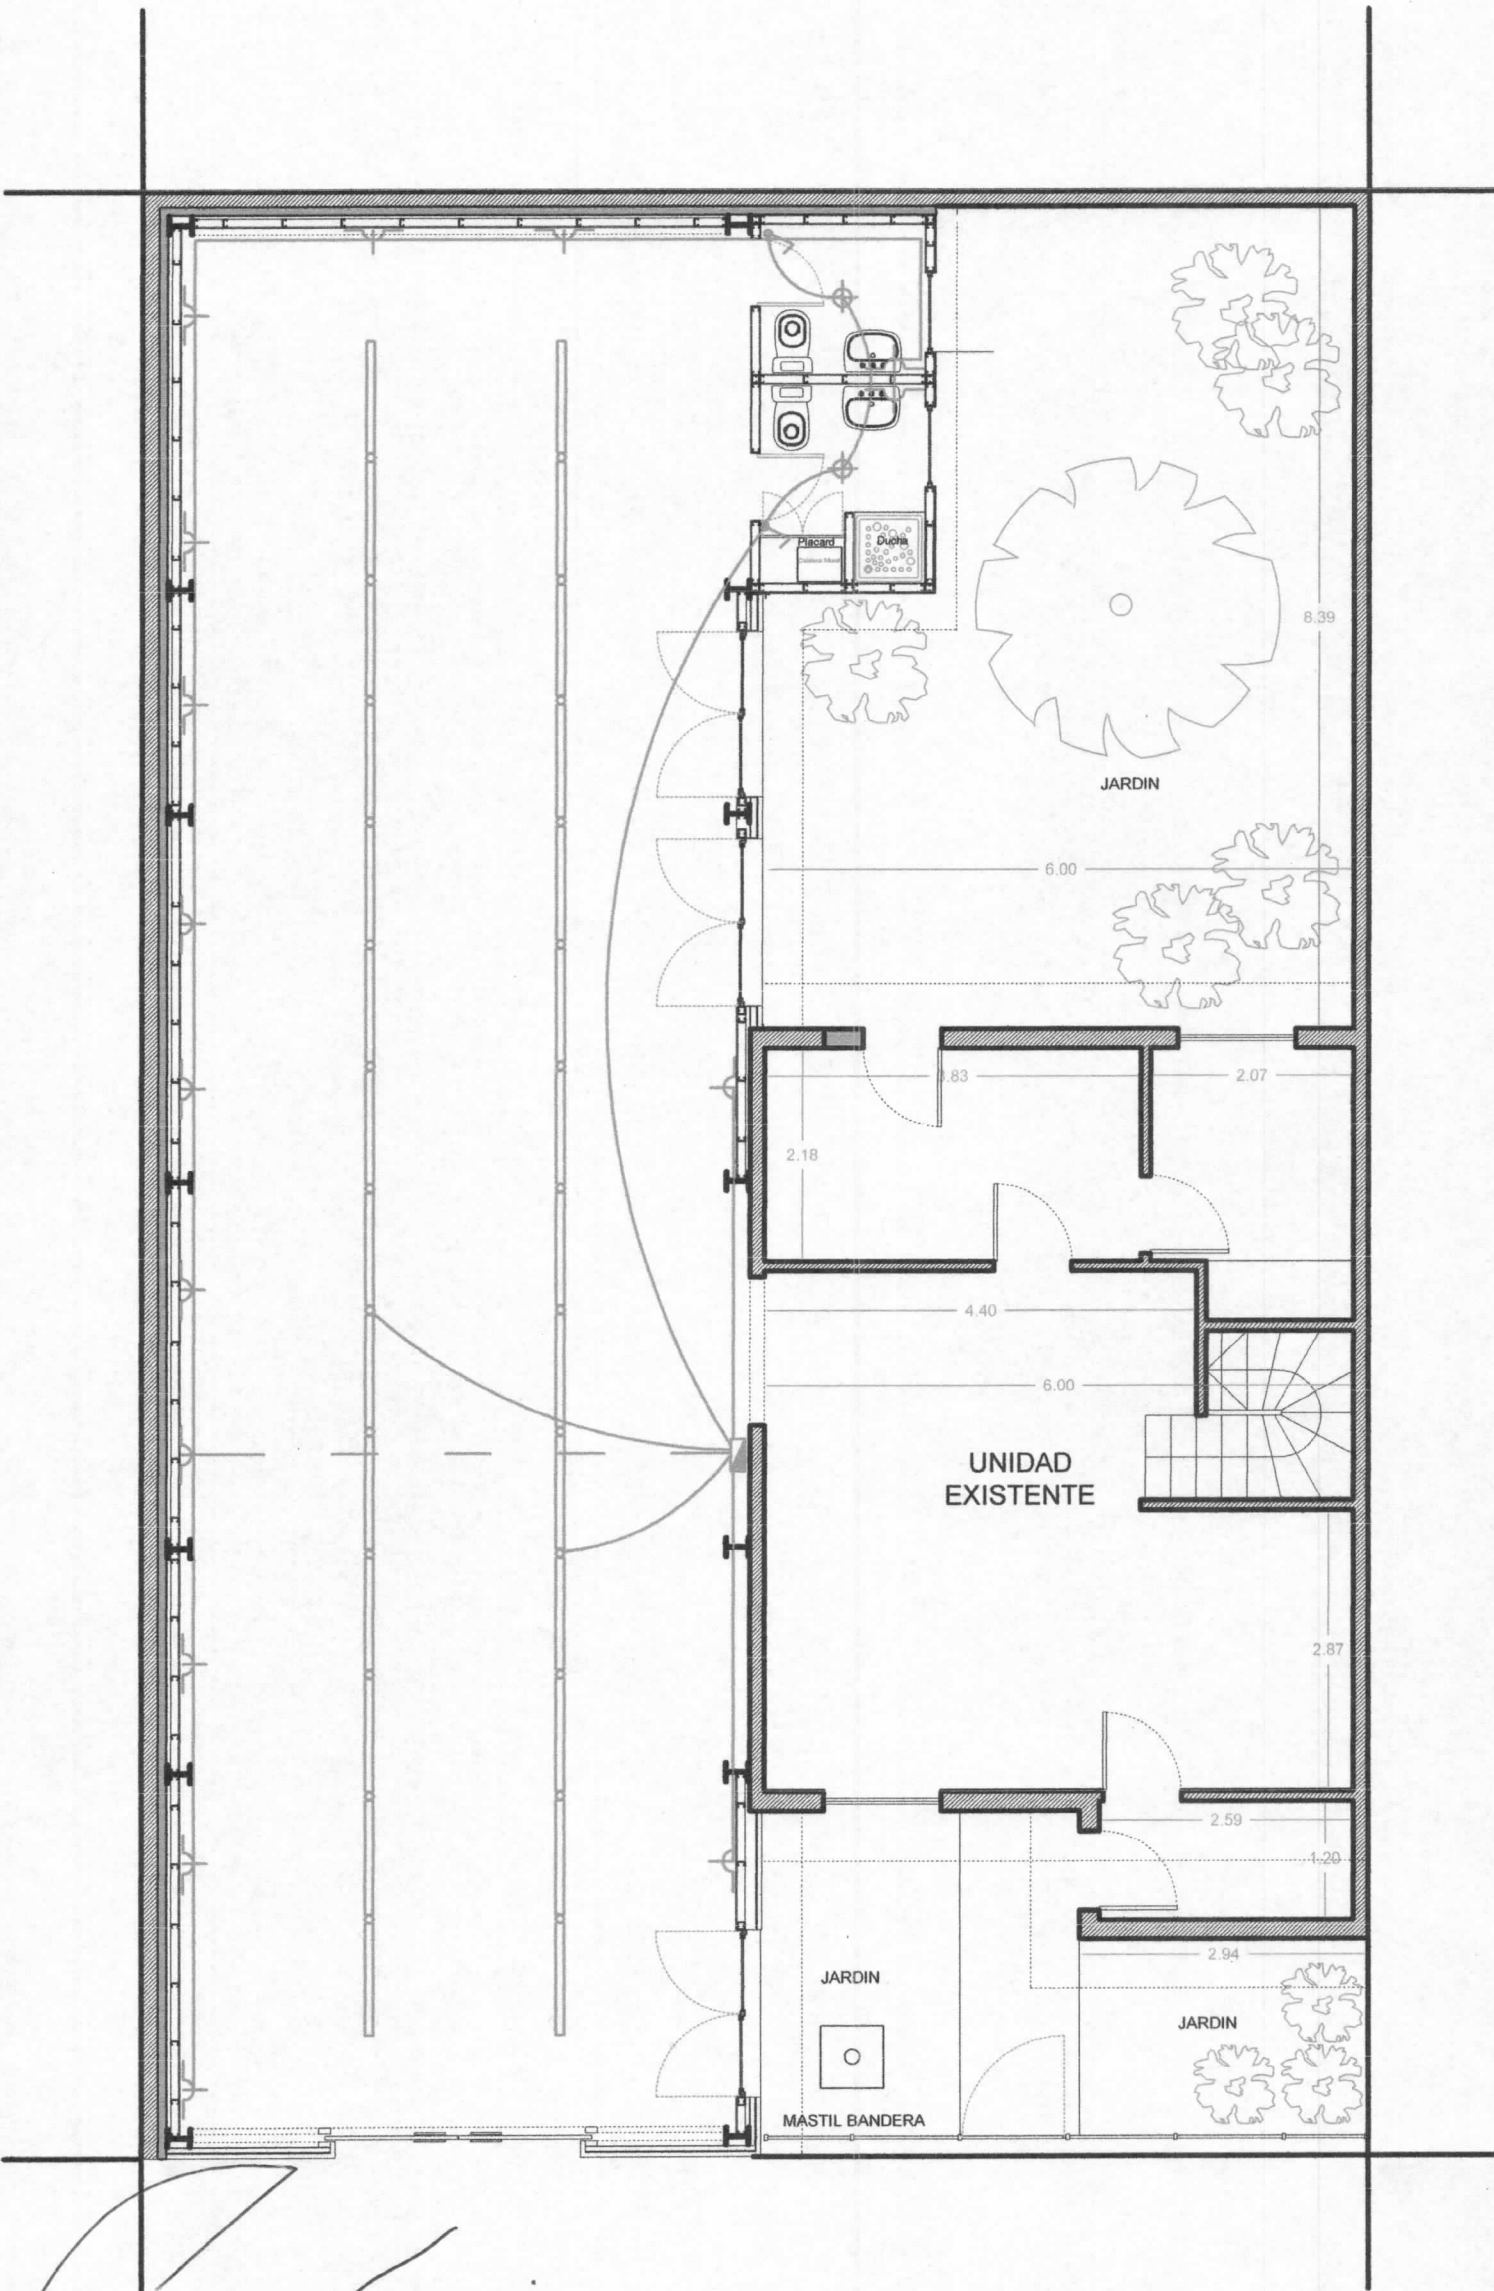 Placard
Ducha
8.39
JARDIN
6.00
3.83
2.07
2.18
4.40
6.00
UNIDAD
EXISTENTE
2.87
2.59
1.20
2.94
JARDIN
JARDIN
MASTIL BANDERA